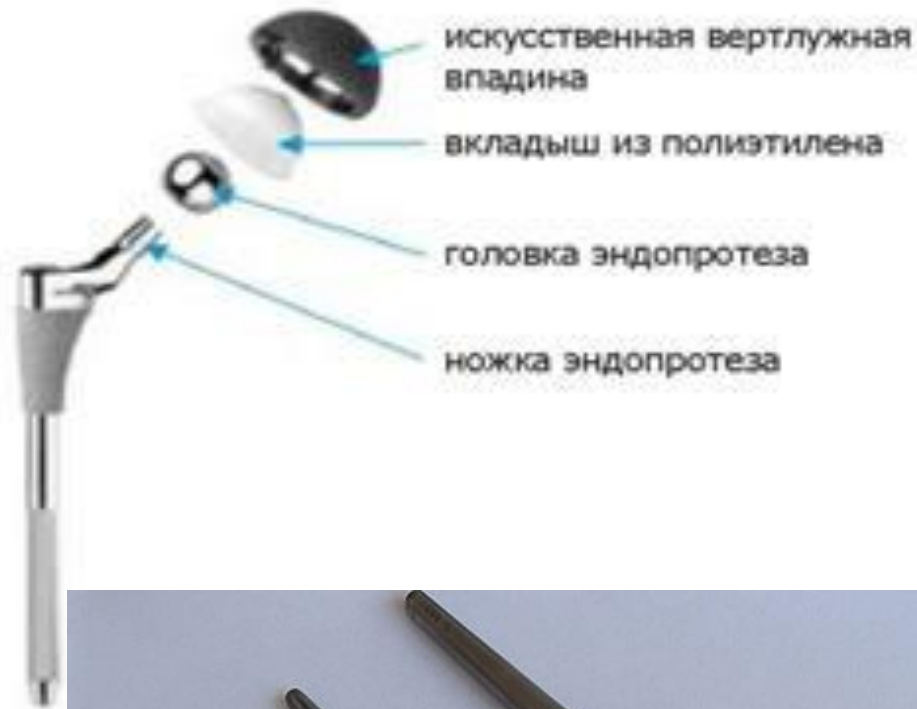 искусственная вертлужная
впадина
вкладыш из полиэтилена
головка эндопротеза
ножка эндопротеза